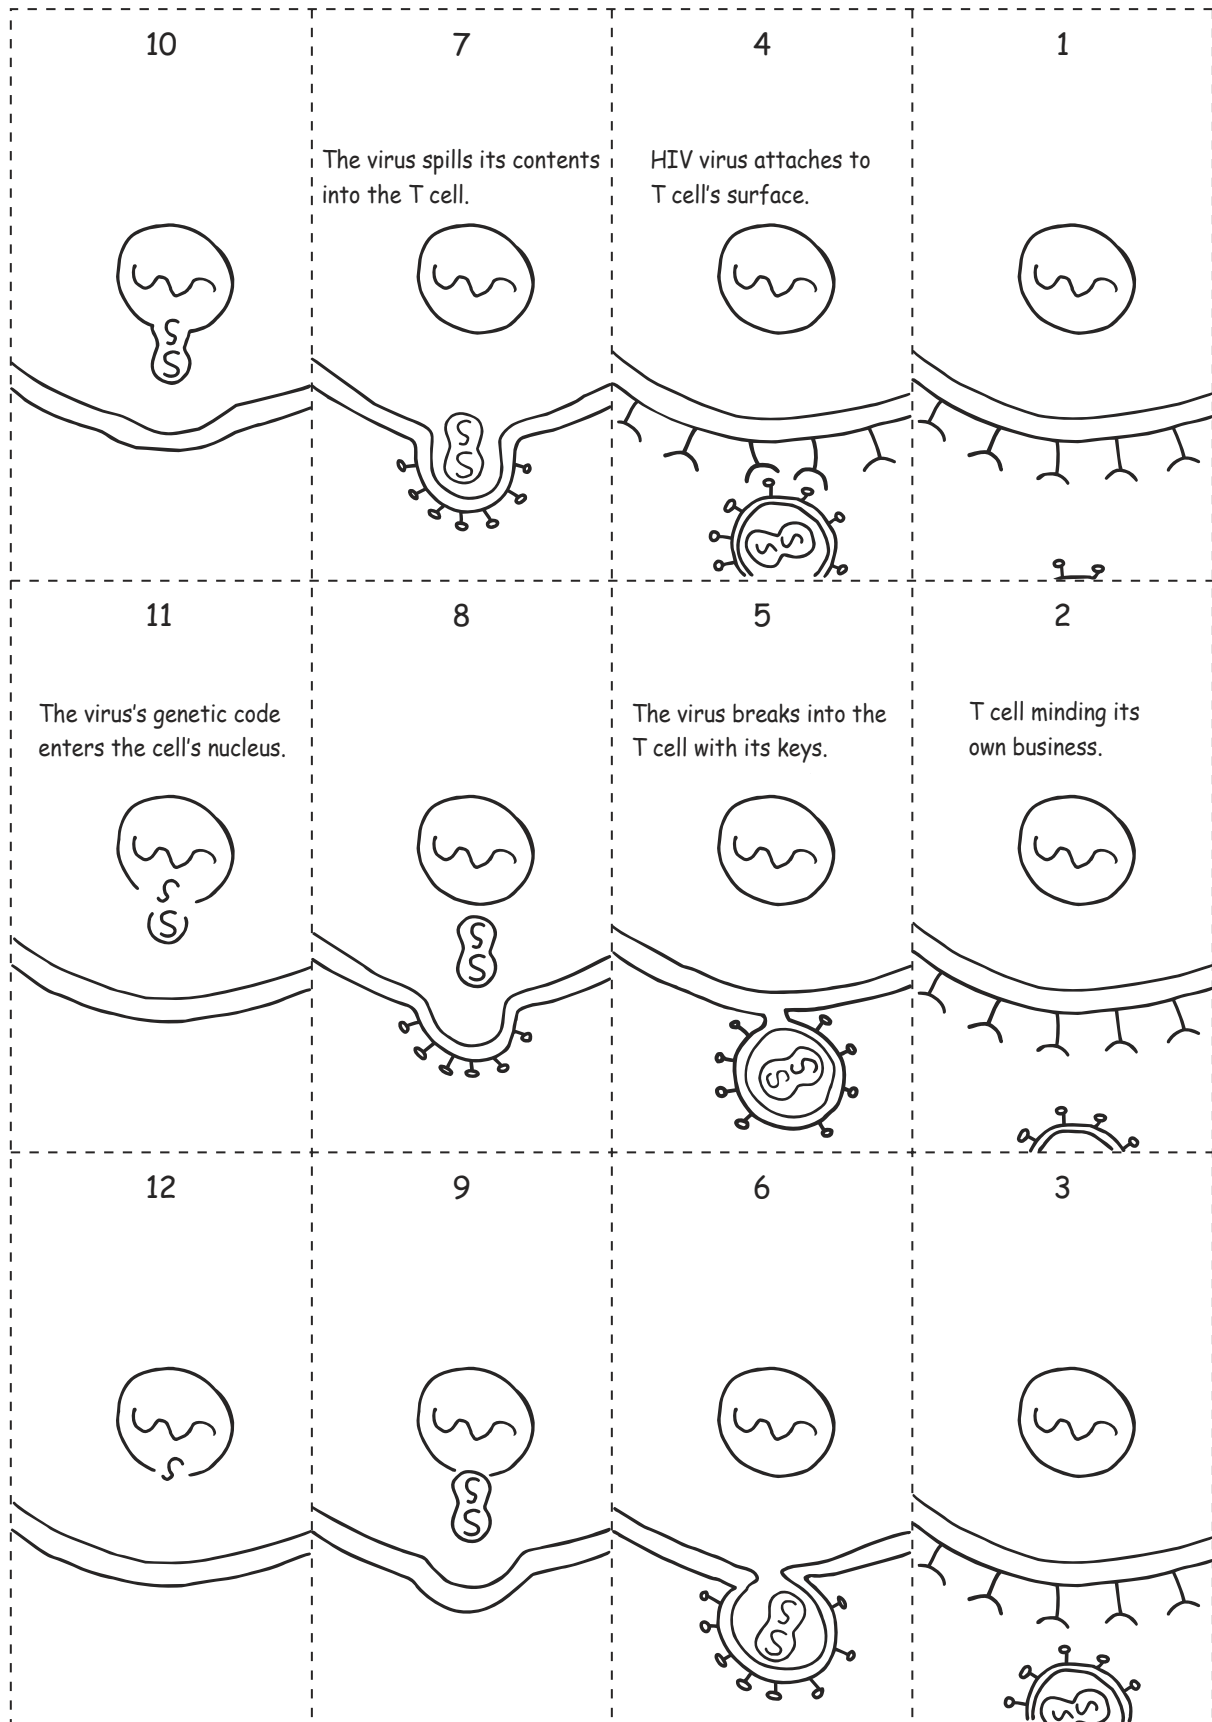 10
7
4
1
The virus spills its contents
into the T cell.
HIV virus attaches to
T cell's surface.
11
8
5
2
The virus's genetic code
enters the cell's nucleus.
The virus breaks into the
T cell with its keys.
T cell minding its
own business.
12
9
6
3